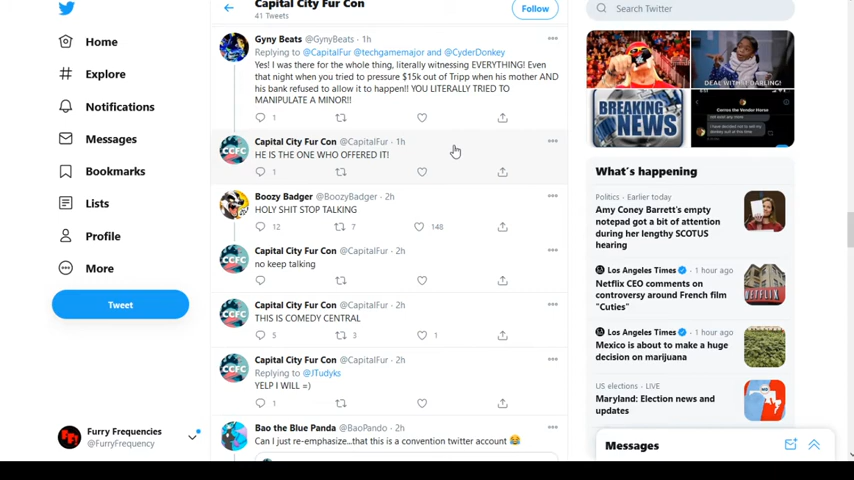 Capital City Fur Con
41 Tweets
Follow
Search Twitter
Home
Explore
Notifications
Messages
Bookmarks
Lists
Profile
More
Tweet
Furry Frequencies
@FurryFrequency
Gyny Beats @GynyBeats · 1h
Replying to @CapitalFur @techgamemajor and @CyderDonkey
Yes! I was there for the whole thing, literally witnessing EVERYTHING! Even
that night when you tried to pressure $15k out of Tripp when his mother AND
his bank refused to allow it to happen!! YOU LITERALLY TRIED TO
MANIPULATE A MINOR!!
1
CCFC
Capital City Fur Con @CapitalFur · 1h
HE IS THE ONE WHO OFFERED IT!
1
Boozy Badger @BoozyBadger · 2h
HOLY SHIT STOP TALKING
12 7 148
CCFC
Capital City Fur Con @CapitalFur · 2h
no keep talking
CCFC
Capital City Fur Con @CapitalFur · 2h
THIS IS COMEDY CENTRAL
5 3 1
CCFC
Capital City Fur Con @CapitalFur · 2h
Replying to @JTudyks
YELP I WILL =)
1
Bao the Blue Panda @BaoPando · 2h
Can I just re-emphasize...that this is a convention twitter account 😂
DEAL WITH IT DARLING!
BREAKING
NEWS
What's happening
Politics · Earlier today
Amy Coney Barrett's empty
notepad got a bit of attention
during her lengthy SCOTUS
hearing
Los Angeles Times · 1 hour ago
Netflix CEO comments on
controversy around French film
"Cuties"
NETFLIX
Los Angeles Times · 1 hour ago
Mexico is about to make a huge
decision on marijuana
US elections · LIVE
Maryland: Election news and
updates
Messages